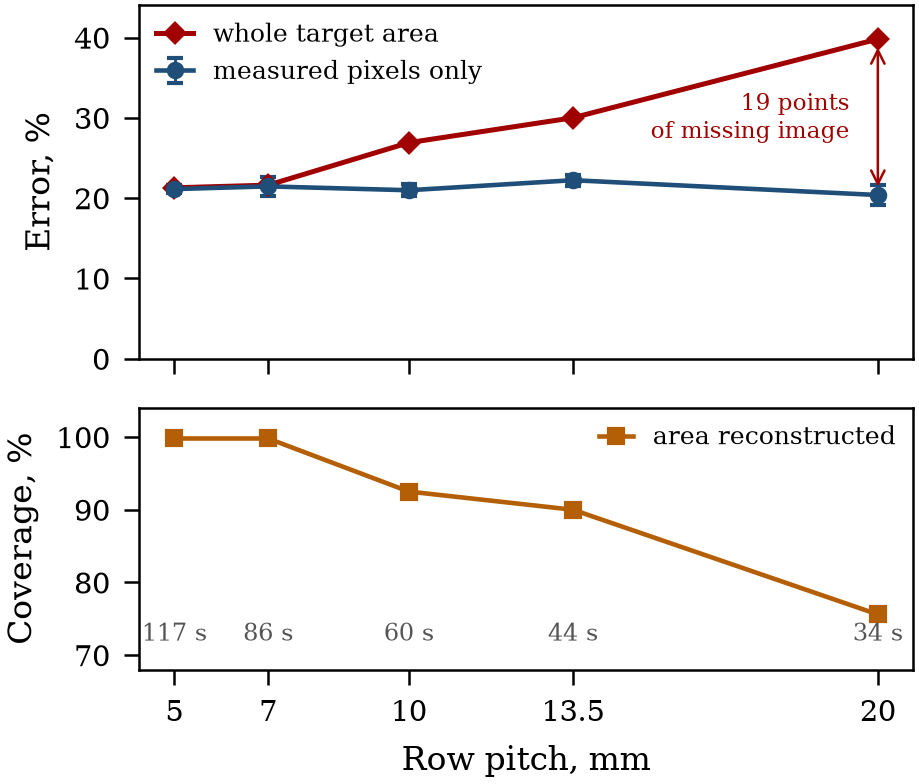 40
30
20
10
0
Error, %
whole target area
measured pixels only
19 points
of missing image
100
90
80
70
Coverage, %
area reconstructed
117 s 86 s 60 s 44 s 34 s
5 7 10 13.5 20
Row pitch, mm